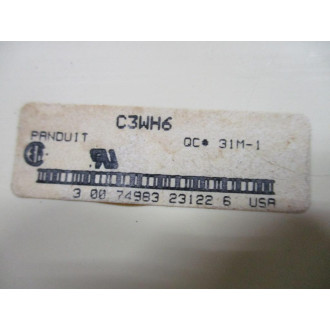 C3WH6
PANDUIT QC• 31M-1
3 00 74983 23122 6 USA